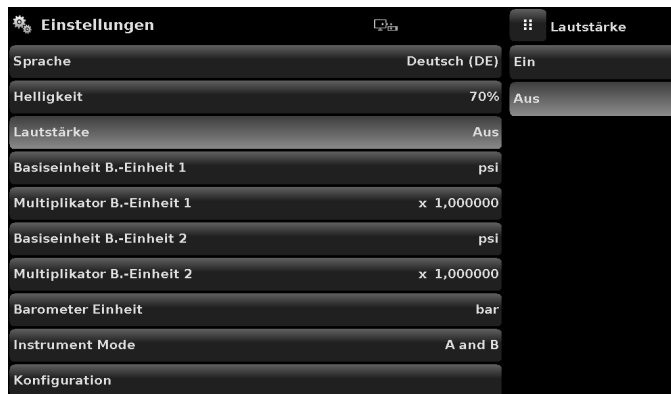 Einstellungen
Sprache Deutsch (DE)
Helligkeit 70%
Lautstärke Aus
Basiseinheit B.-Einheit 1 psi
Multiplikator B.-Einheit 1 x 1,000000
Basiseinheit B.-Einheit 2 psi
Multiplikator B.-Einheit 2 x 1,000000
Barometer Einheit bar
Instrument Mode A and B
Konfiguration
Lautstärke
Ein
Aus